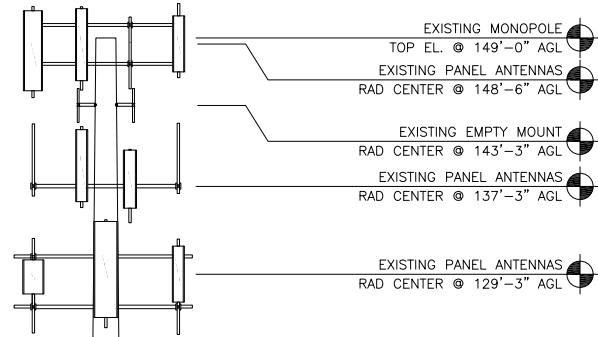 EXISTING MONOPOLE
TOP EL. @ 149'-0" AGL
EXISTING PANEL ANTENNAS
RAD CENTER @ 148'-6" AGL
EXISTING EMPTY MOUNT
RAD CENTER @ 143'-3" AGL
EXISTING PANEL ANTENNAS
RAD CENTER @ 137'-3" AGL
EXISTING PANEL ANTENNAS
RAD CENTER @ 129'-3" AGL